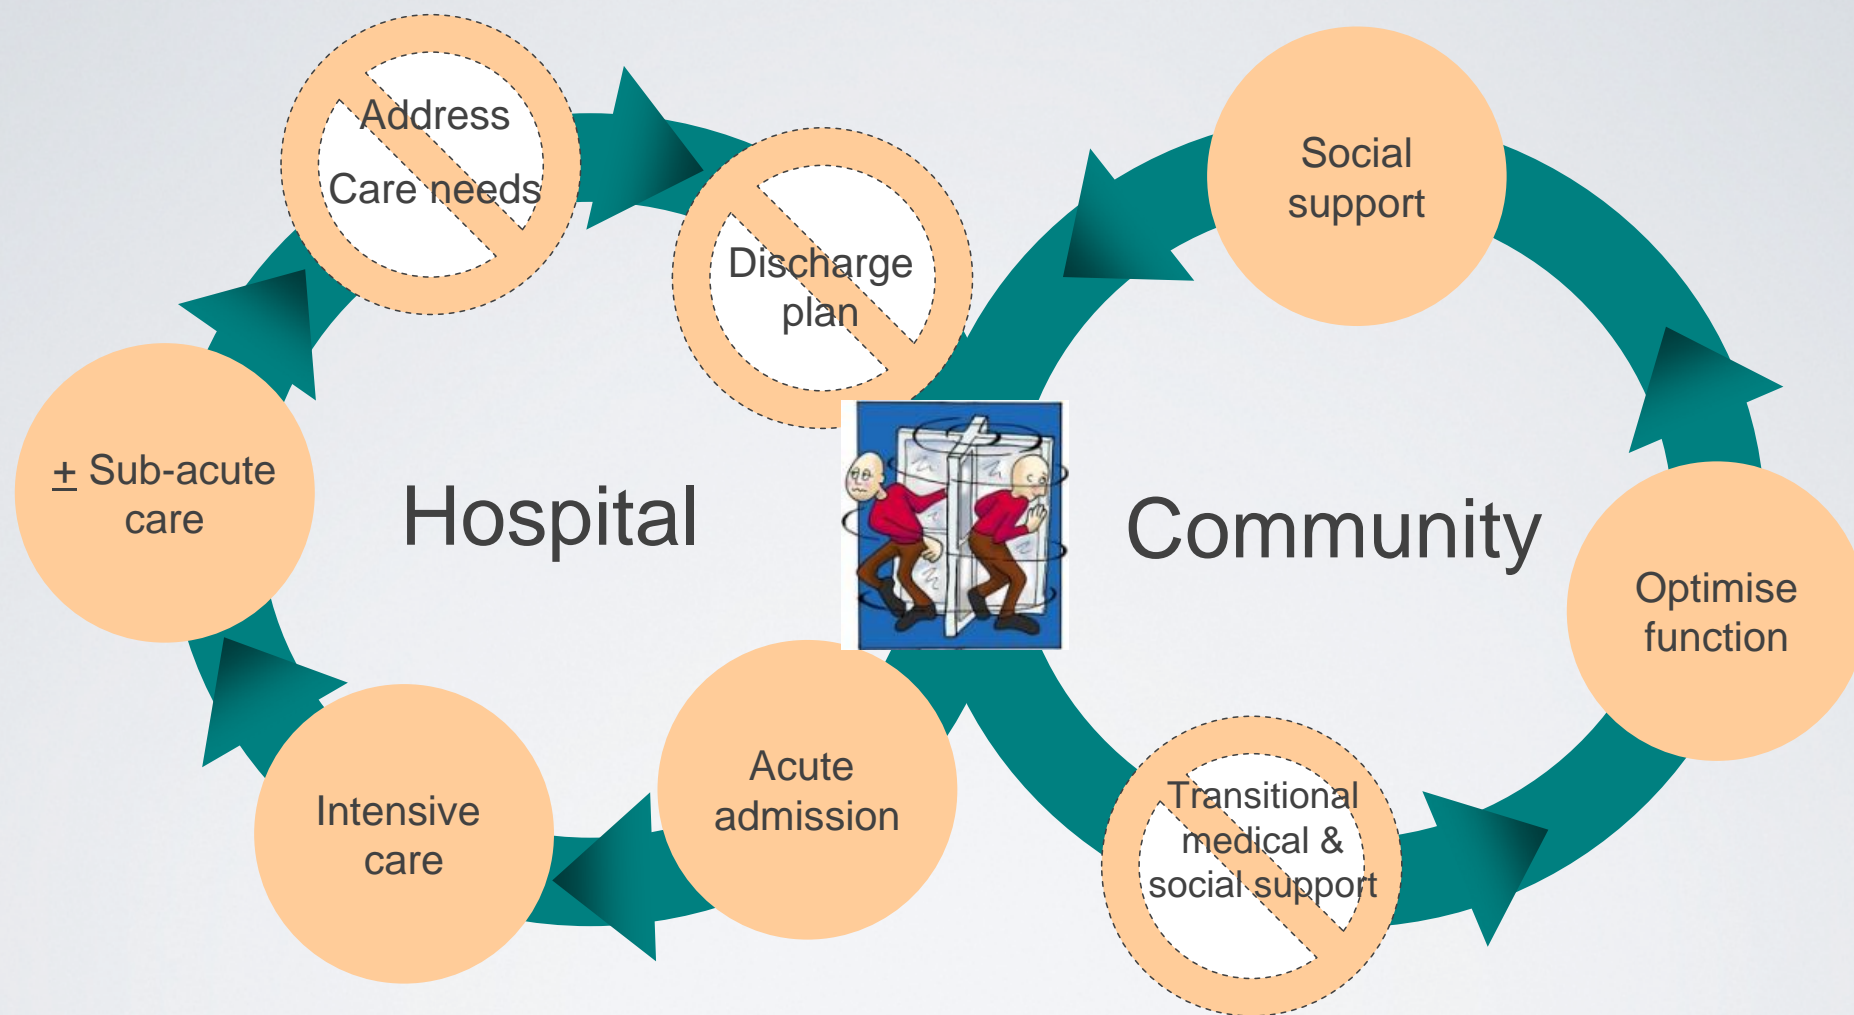 Address
Care needs
Discharge
plan
Social
support
± Sub-acute
care
Hospital
Community
Optimise
function
Intensive
care
Acute
admission
Transitional
medical &
social support